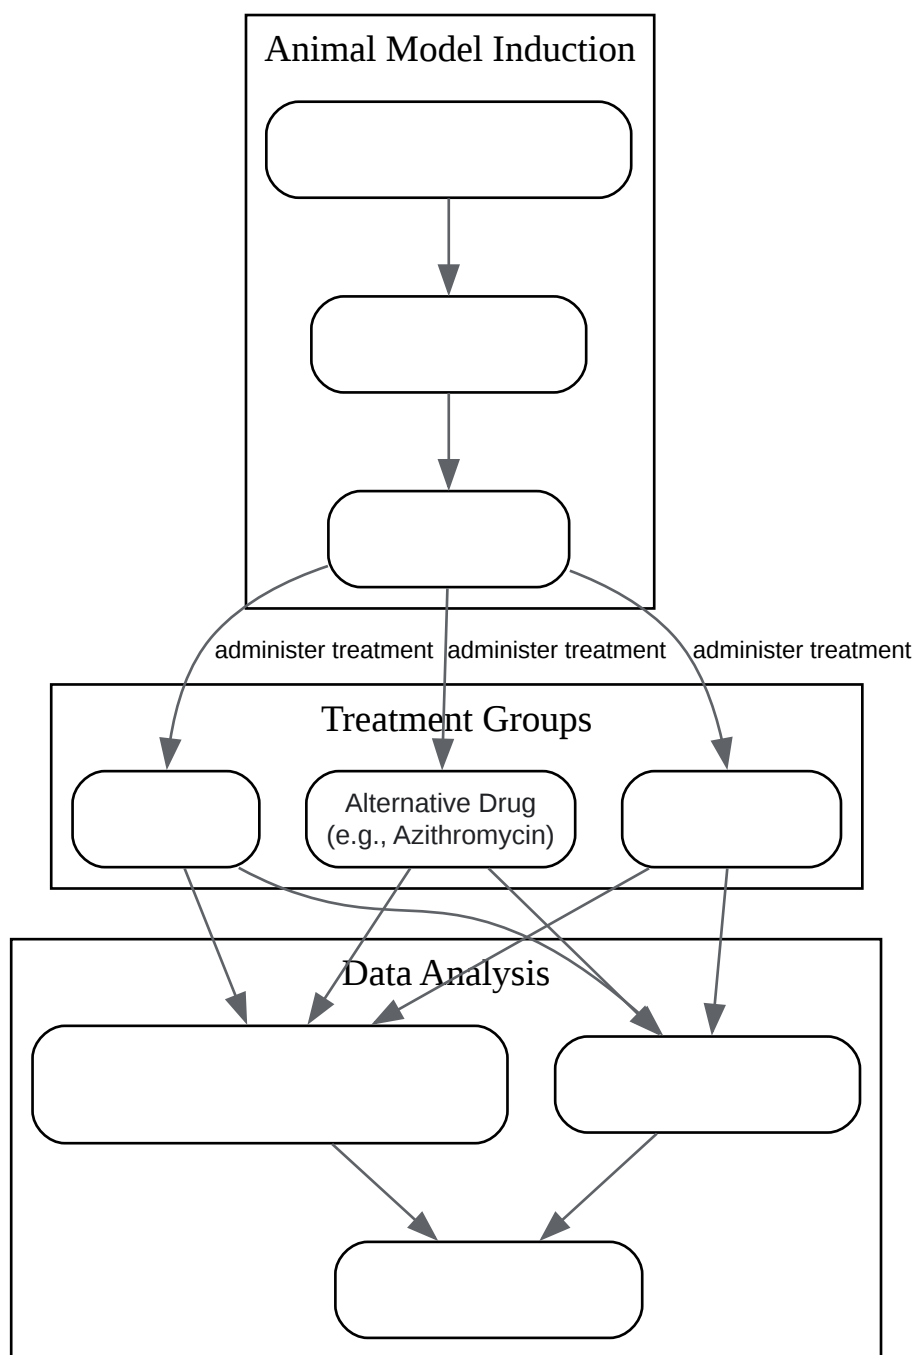 Animal Model Induction
administer treatment administer treatment administer treatment
Treatment Groups
Alternative Drug
(e.g., Azithromycin)
Data Analysis